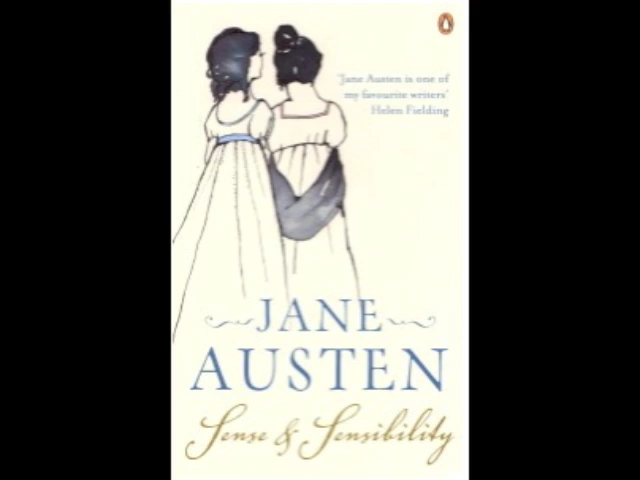 'Jane Austen is one of
my favourite writers'
Helen Fielding
JANE
AUSTEN
Sense & Sensibility